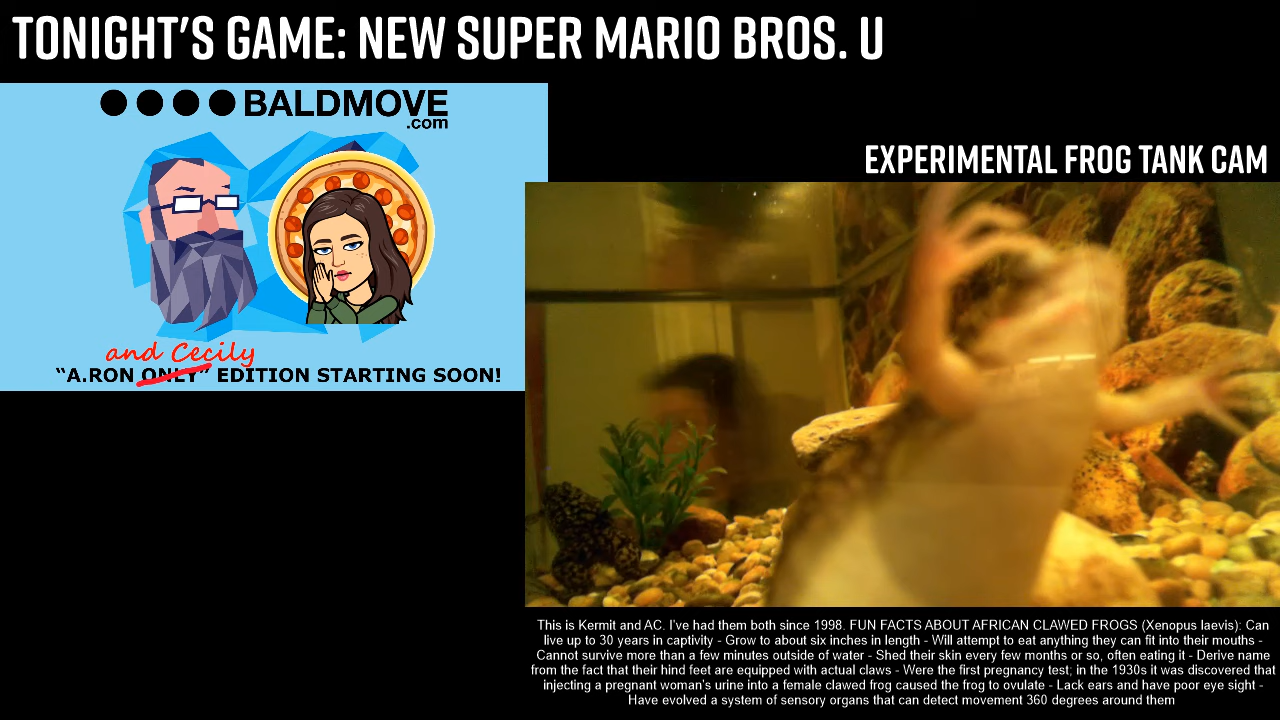 TONIGHT'S GAME: NEW SUPER MARIO BROS. U
BALDMOVE
.com
and Cecily
"A.RON ONLY" EDITION STARTING SOON!
EXPERIMENTAL FROG TANK CAM
This is Kermit and AC. I've had them both since 1998. FUN FACTS ABOUT AFRICAN CLAWED FROGS (Xenopus laevis): Can
live up to 30 years in captivity - Grow to about six inches in length - Will attempt to eat anything they can fit into their mouths -
Cannot survive more than a few minutes outside of water - Shed their skin every few months or so, often eating it - Derive name
from the fact that their hind feet are equipped with actual claws - Were the first pregnancy test; in the 1930s it was discovered that
injecting a pregnant woman's urine into a female clawed frog caused the frog to ovulate - Lack ears and have poor eye sight -
Have evolved a system of sensory organs that can detect movement 360 degrees around them